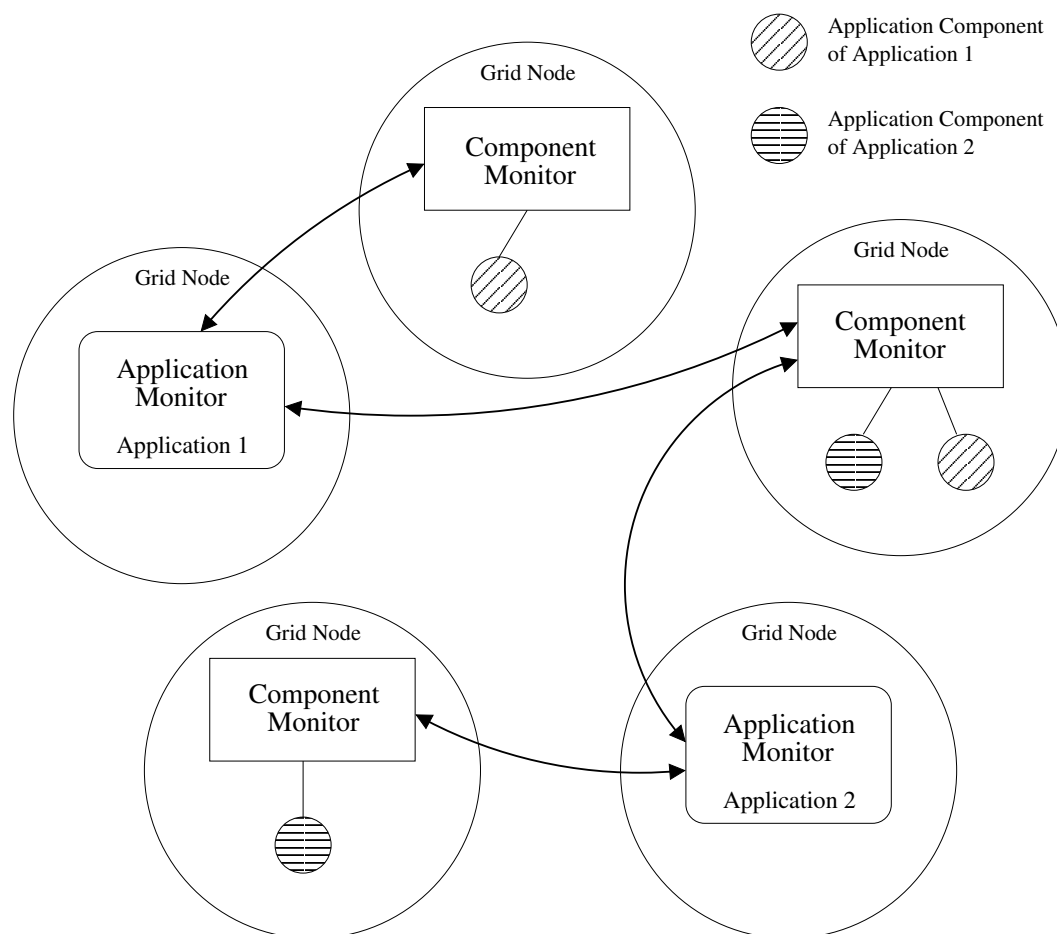 Application Component
of Application 1
Application Component
of Application 2
Grid Node
Component
Monitor
Grid Node
Application
Monitor
Application 1
Grid Node
Component
Monitor
Grid Node
Component
Monitor
Grid Node
Application
Monitor
Application 2